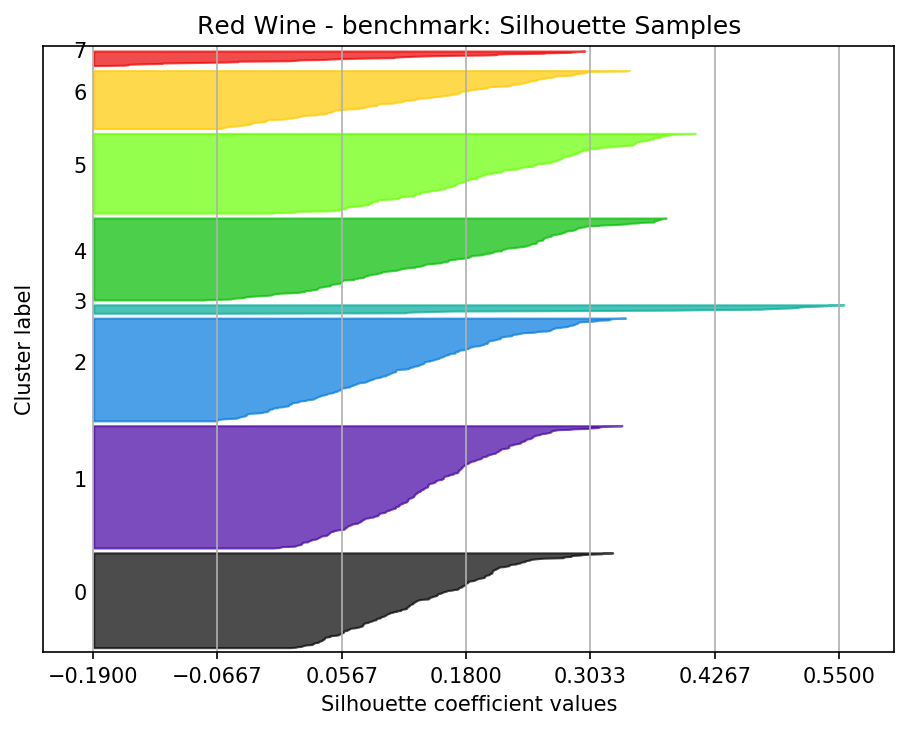 Red Wine - benchmark: Silhouette Samples
7
6
5
4
3
2
1
0
Cluster label
−0.1900 −0.0667 0.0567 0.1800 0.3033 0.4267 0.5500
Silhouette coefficient values